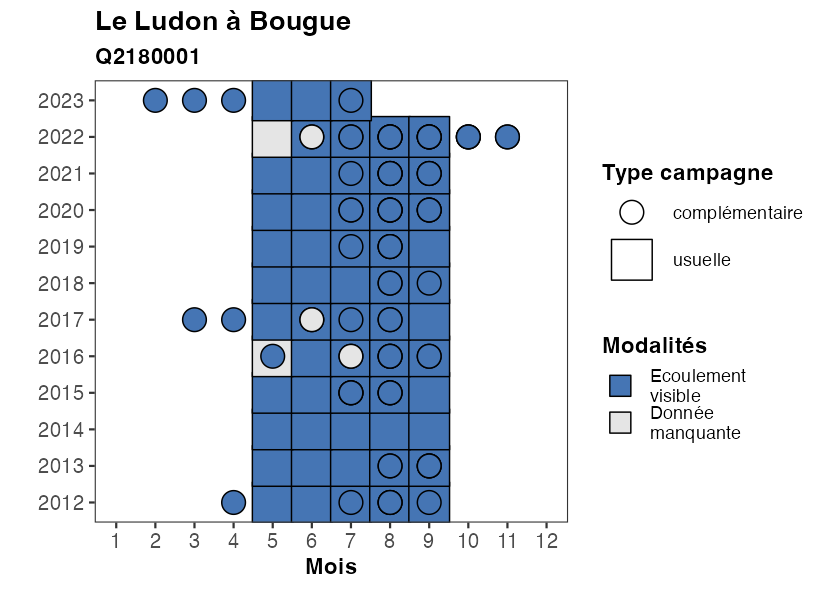 Le Ludon à Bougue
Q2180001
2023
2022
2021
2020
2019
2018
2017
2016
2015
2014
2013
2012
1 2 3 4 5 6 7 8 9 10 11 12
Mois
Type campagne
complémentaire
usuelle
Modalités
Ecoulement
visible
Donnée
manquante